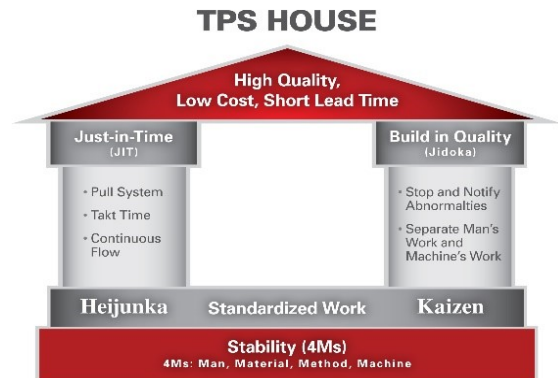 TPS HOUSE
High Quality,
Low Cost, Short Lead Time
Just-in-Time
(JIT)
• Pull System
• Takt Time
• Continuous
Flow
Build in Quality
(Jidoka)
• Stop and Notify
Abnormalties
• Separate Man's
Work and
Machine's Work
Heijunka Standardized Work Kaizen
Stability (4Ms)
4Ms: Man, Material, Method, Machine